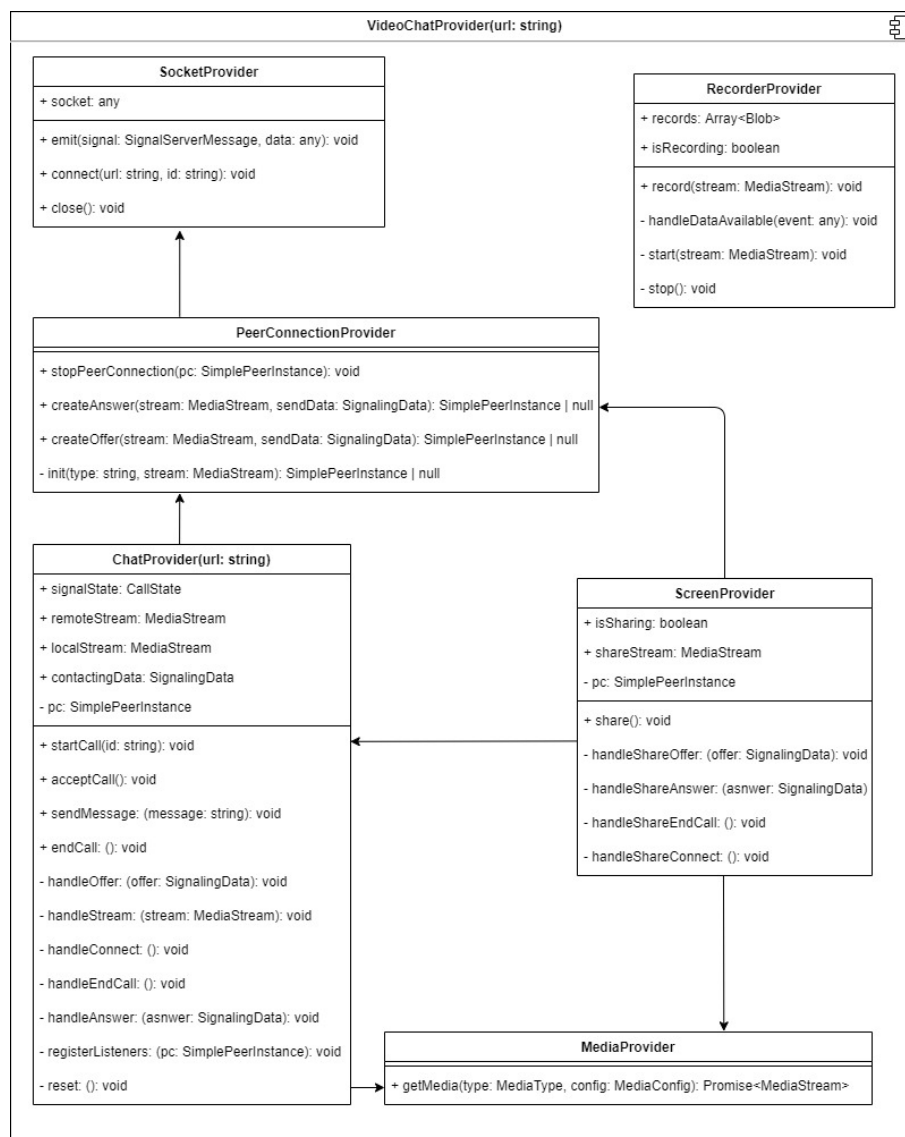 VideoChatProvider(url: string)
SocketProvider
+ socket: any
+ emit(signal: SignalServerMessage, data: any): void
+ connect(url: string, id: string): void
+ close(): void
RecorderProvider
+ records: Array<Blob>
+ isRecording: boolean
+ record(stream: MediaStream): void
- handleDataAvailable(event: any): void
- start(stream: MediaStream): void
- stop(): void
PeerConnectionProvider
+ stopPeerConnection(pc: SimplePeerInstance): void
+ createAnswer(stream: MediaStream, sendData: SignalingData): SimplePeerInstance | null
+ createOffer(stream: MediaStream, sendData: SignalingData): SimplePeerInstance | null
- init(type: string, stream: MediaStream): SimplePeerInstance | null
ChatProvider(url: string)
+ signalState: CallState
+ remoteStream: MediaStream
+ localStream: MediaStream
+ contactingData: SignalingData
- pc: SimplePeerInstance
+ startCall(id: string): void
+ acceptCall(): void
+ sendMessage: (message: string): void
+ endCall: (): void
- handleOffer: (offer: SignalingData): void
- handleStream: (stream: MediaStream): void
- handleConnect: (): void
- handleEndCall: (): void
- handleAnswer: (asnwer: SignalingData): void
- registerListeners: (pc: SimplePeerInstance): void
- reset: (): void
ScreenProvider
+ isSharing: boolean
+ shareStream: MediaStream
- pc: SimplePeerInstance
+ share(): void
- handleShareOffer: (offer: SignalingData): void
- handleShareAnswer: (asnwer: SignalingData)
- handleShareEndCall: (): void
- handleShareConnect: (): void
MediaProvider
+ getMedia(type: MediaType, config: MediaConfig): Promise<MediaStream>